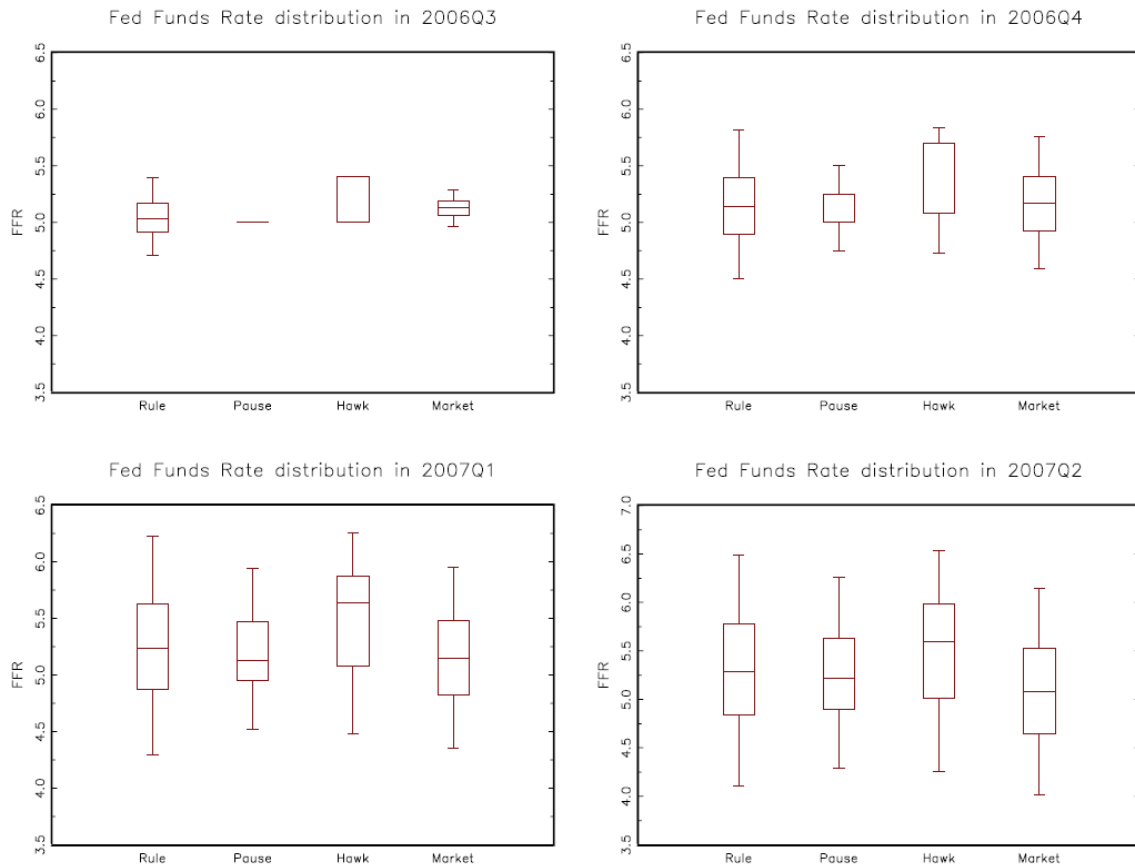 Fed Funds Rate distribution in 2006Q3
FFR
6.5
6.0
5.5
5.0
4.5
4.0
3.5
Rule Pause Hawk Market
Fed Funds Rate distribution in 2006Q4
FFR
6.5
6.0
5.5
5.0
4.5
4.0
3.5
Rule Pause Hawk Market
Fed Funds Rate distribution in 2007Q1
FFR
6.5
6.0
5.5
5.0
4.5
4.0
3.5
Rule Pause Hawk Market
Fed Funds Rate distribution in 2007Q2
FFR
7.0
6.5
6.0
5.5
5.0
4.5
4.0
3.5
Rule Pause Hawk Market